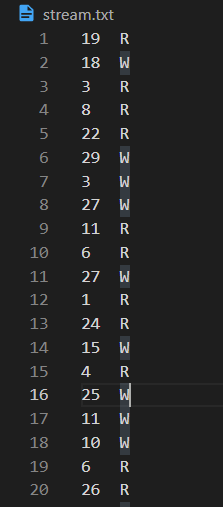 stream.txt
1 19 R
2 18 W
3 3 R
4 8 R
5 22 R
6 29 W
7 3 W
8 27 W
9 11 R
10 6 R
11 27 W
12 1 R
13 24 R
14 15 W
15 4 R
16 25 W
17 11 W
18 10 W
19 6 R
20 26 R